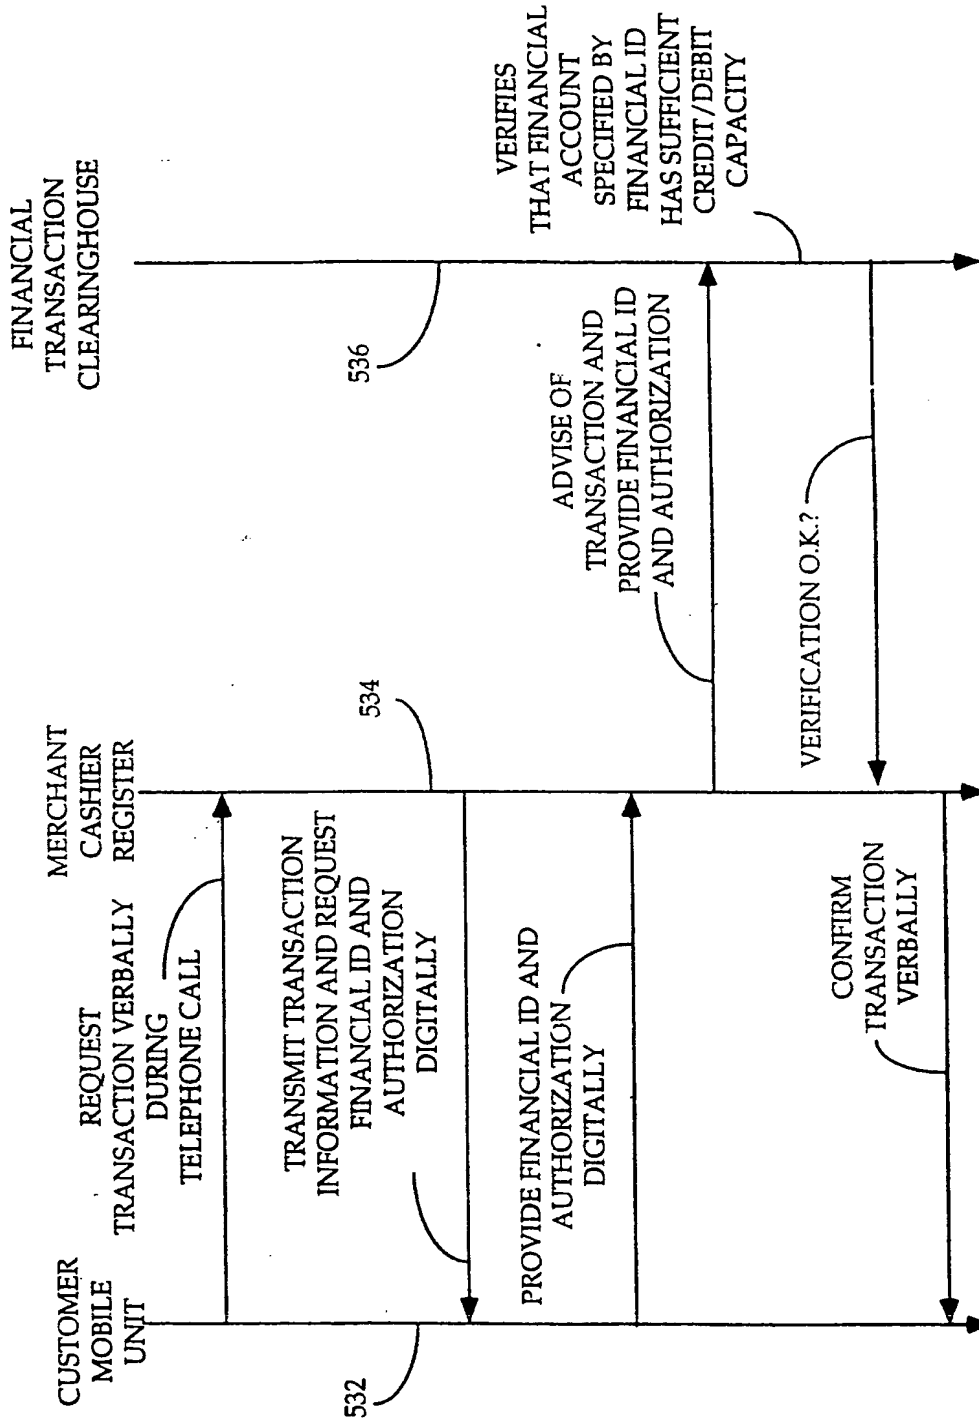 CUSTOMER
MOBILE
UNIT
MERCHANT
CASHIER
REGISTER
FINANCIAL
TRANSACTION
CLEARINGHOUSE
REQUEST
TRANSACTION VERBALLY
DURING
TELEPHONE CALL
532
534
536
TRANSMIT TRANSACTION
INFORMATION AND REQUEST
FINANCIAL ID AND
AUTHORIZATION
DIGITALLY
PROVIDE FINANCIAL ID AND
AUTHORIZATION
DIGITALLY
ADVISE OF
TRANSACTION AND
PROVIDE FINANCIAL ID
AND AUTHORIZATION
VERIFIES
THAT FINANCIAL
ACCOUNT
SPECIFIED BY
FINANCIAL ID
HAS SUFFICIENT
CREDIT/DEBIT
CAPACITY
VERIFICATION O.K.?
CONFIRM
TRANSACTION
VERBALLY